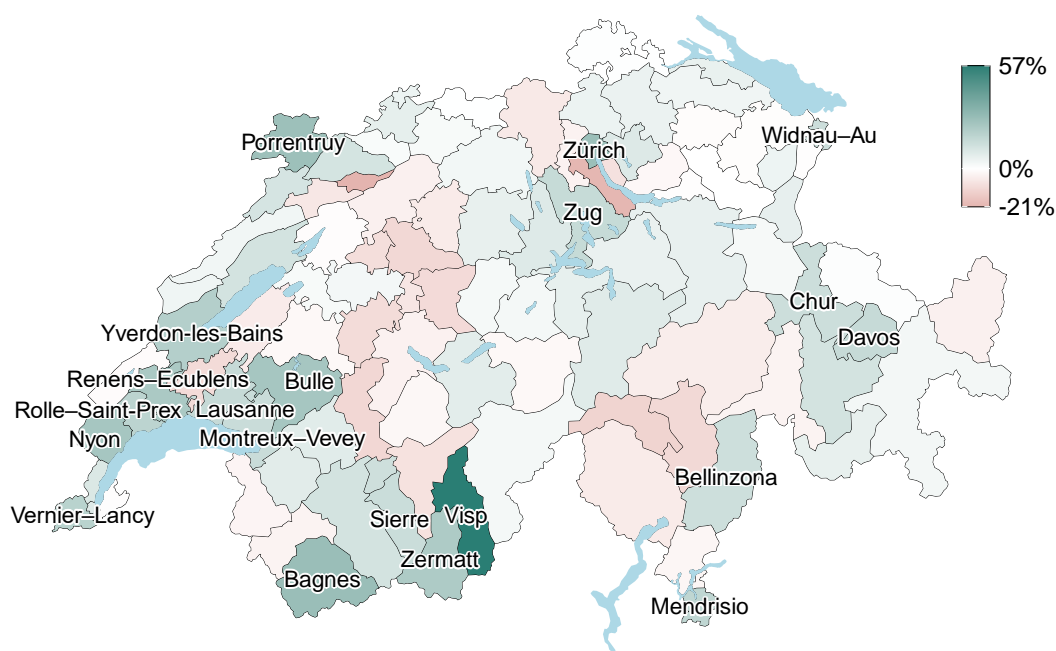 57%
Widnau–Au
Porrentruy
Zürich
0%
-21%
Zug
Chur
Yverdon-les-Bains
Davos
Renens–Ecublens
Bulle
Rolle–Saint-Prex
Lausanne
Nyon
Montreux–Vevey
Bellinzona
Vernier–Lancy
Sierre
Visp
Zermatt
Bagnes
Mendrisio